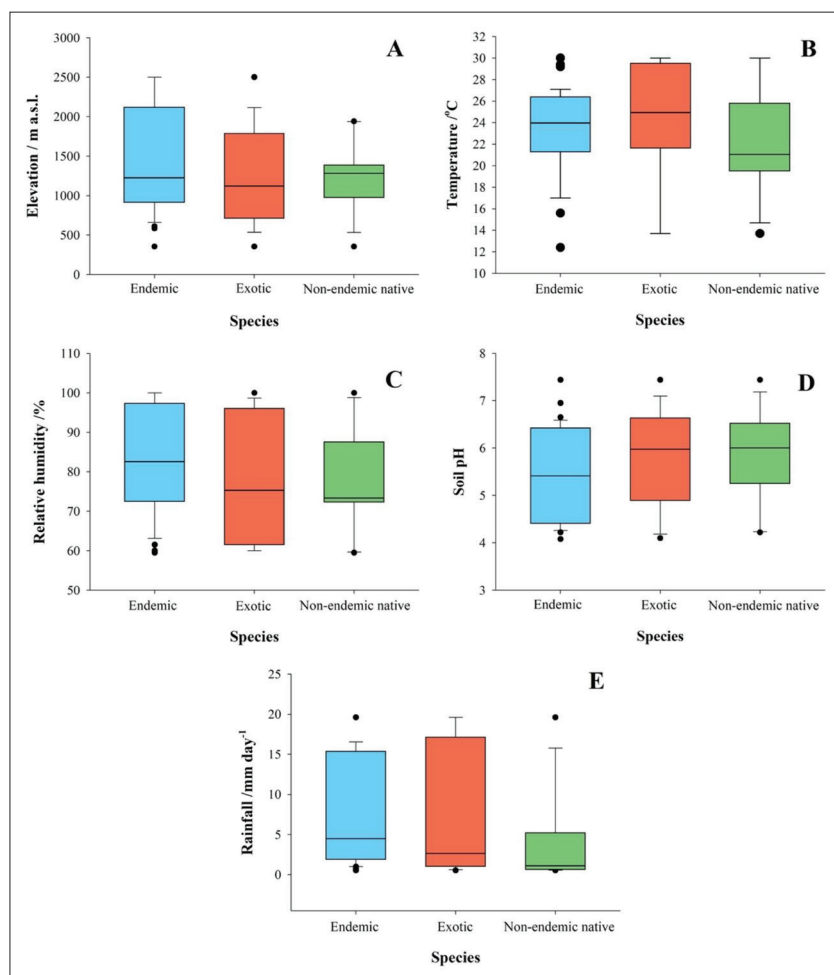 A
Elevation / m a.s.l.
3000
2500
2000
1500
1000
500
0
Endemic Exotic Non-endemic native
Species
B
Temperature /°C
32
30
28
26
24
22
20
18
16
14
12
10
Endemic Exotic Non-endemic native
Species
C
Relative humidity /%
110
100
90
80
70
60
50
Endemic Exotic Non-endemic native
Species
D
Soil pH
8
7
6
5
4
3
Endemic Exotic Non-endemic native
Species
E
Rainfall /mm day-1
25
20
15
10
5
0
Endemic Exotic Non-endemic native
Species